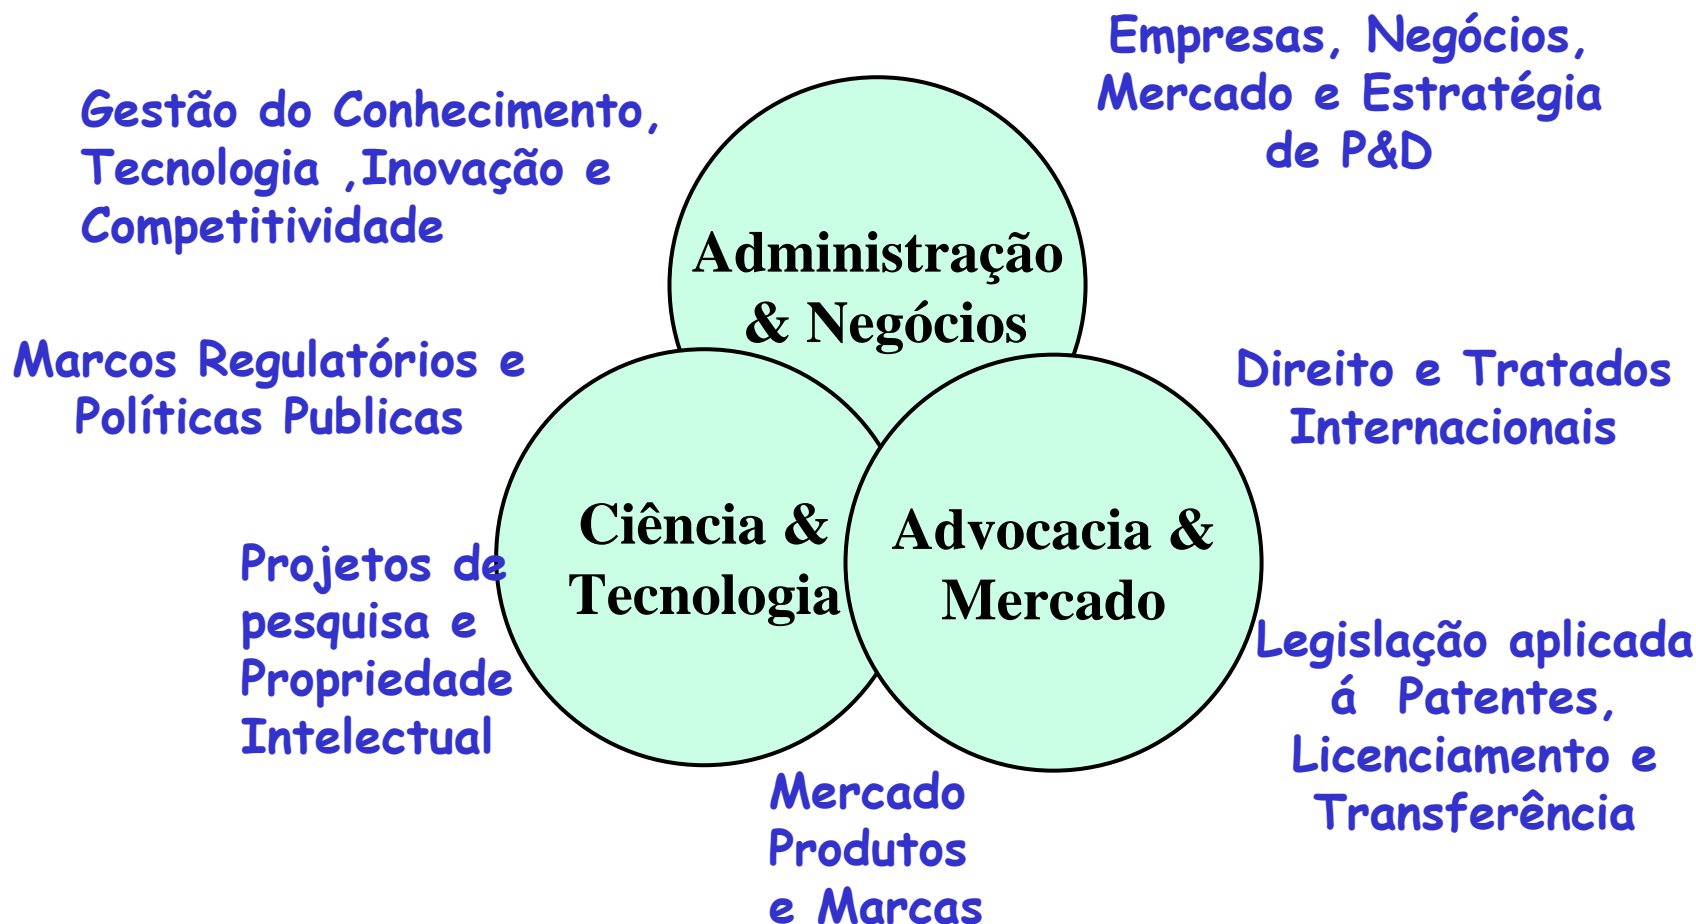 Empresas, Negócios,
Mercado e Estratégia
de P&D
Gestão do Conhecimento,
Tecnologia ,Inovação e
Competitividade
Administração
& Negócios
Marcos Regulatórios e
Políticas Publicas
Direito e Tratados
Internacionais
Ciência &
Tecnologia
Advocacia &
Mercado
Projetos de
pesquisa e
Propriedade
Intelectual
Legislação aplicada
á Patentes,
Licenciamento e
Transferência
Mercado
Produtos
e Marcas